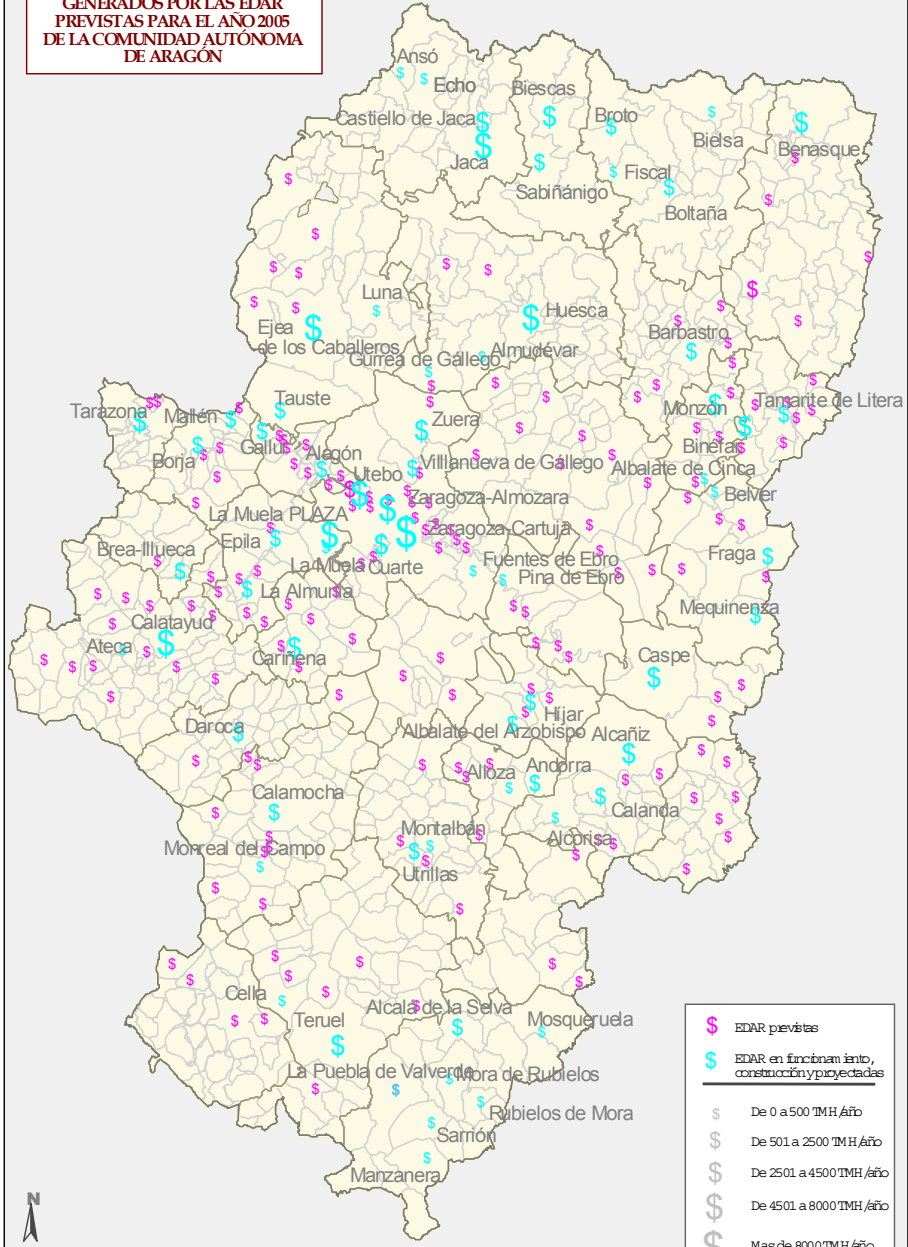 GENERADOS POR LAS EDAR
PREVISTAS PARA EL AÑO 2005
DE LA COMUNIDAD AUTÓNOMA
DE ARAGÓN
Ansó
Echo
Biescas
Castiello de Jaca
Broto
Bielsa
Benasque
Jaca
Fiscal
Sabiñánigo
Boltaña
Luna
Huesca
Ejea
de los Caballeros
Barbastro
Gurrea de Gállego
Almudévar
Tauste
Tarazona
Mallén
Monzón
Tamarite de Litera
Zuera
Gallur
Binéfar
Borja
Alagón
Villlanueva de Gállego
Albalate de Cinca
Utebo
Belver
Zaragoza-Almozara
La Muela PLAZA
Zaragoza-Cartuja
Brea-Illueca
Epila
Fraga
La Muela
Cuarte
Fuentes de Ebro
Pina de Ebro
La Almunia
Mequinenza
Calatayud
Ateca
Cariñena
Caspe
Híjar
Daroca
Albalate del Arzobispo
Alcañiz
Alloza
Andorra
Calamocha
Calanda
Montalbán
Alcorisa
Monreal del Campo
Utrillas
Cella
Alcalá de la Selva
Teruel
Mosqueruela
La Puebla de Valverde
Mora de Rubielos
Rubielos de Mora
Sarrión
Manzanera
N
EDAR previstas
EDAR en funcionamiento,
construcción y proyectadas
De 0 a 500 TMH/año
De 501 a 2500 TMH/año
De 2501 a 4500 TMH/año
De 4501 a 8000 TMH/año
Mas de 8000 TMH/año